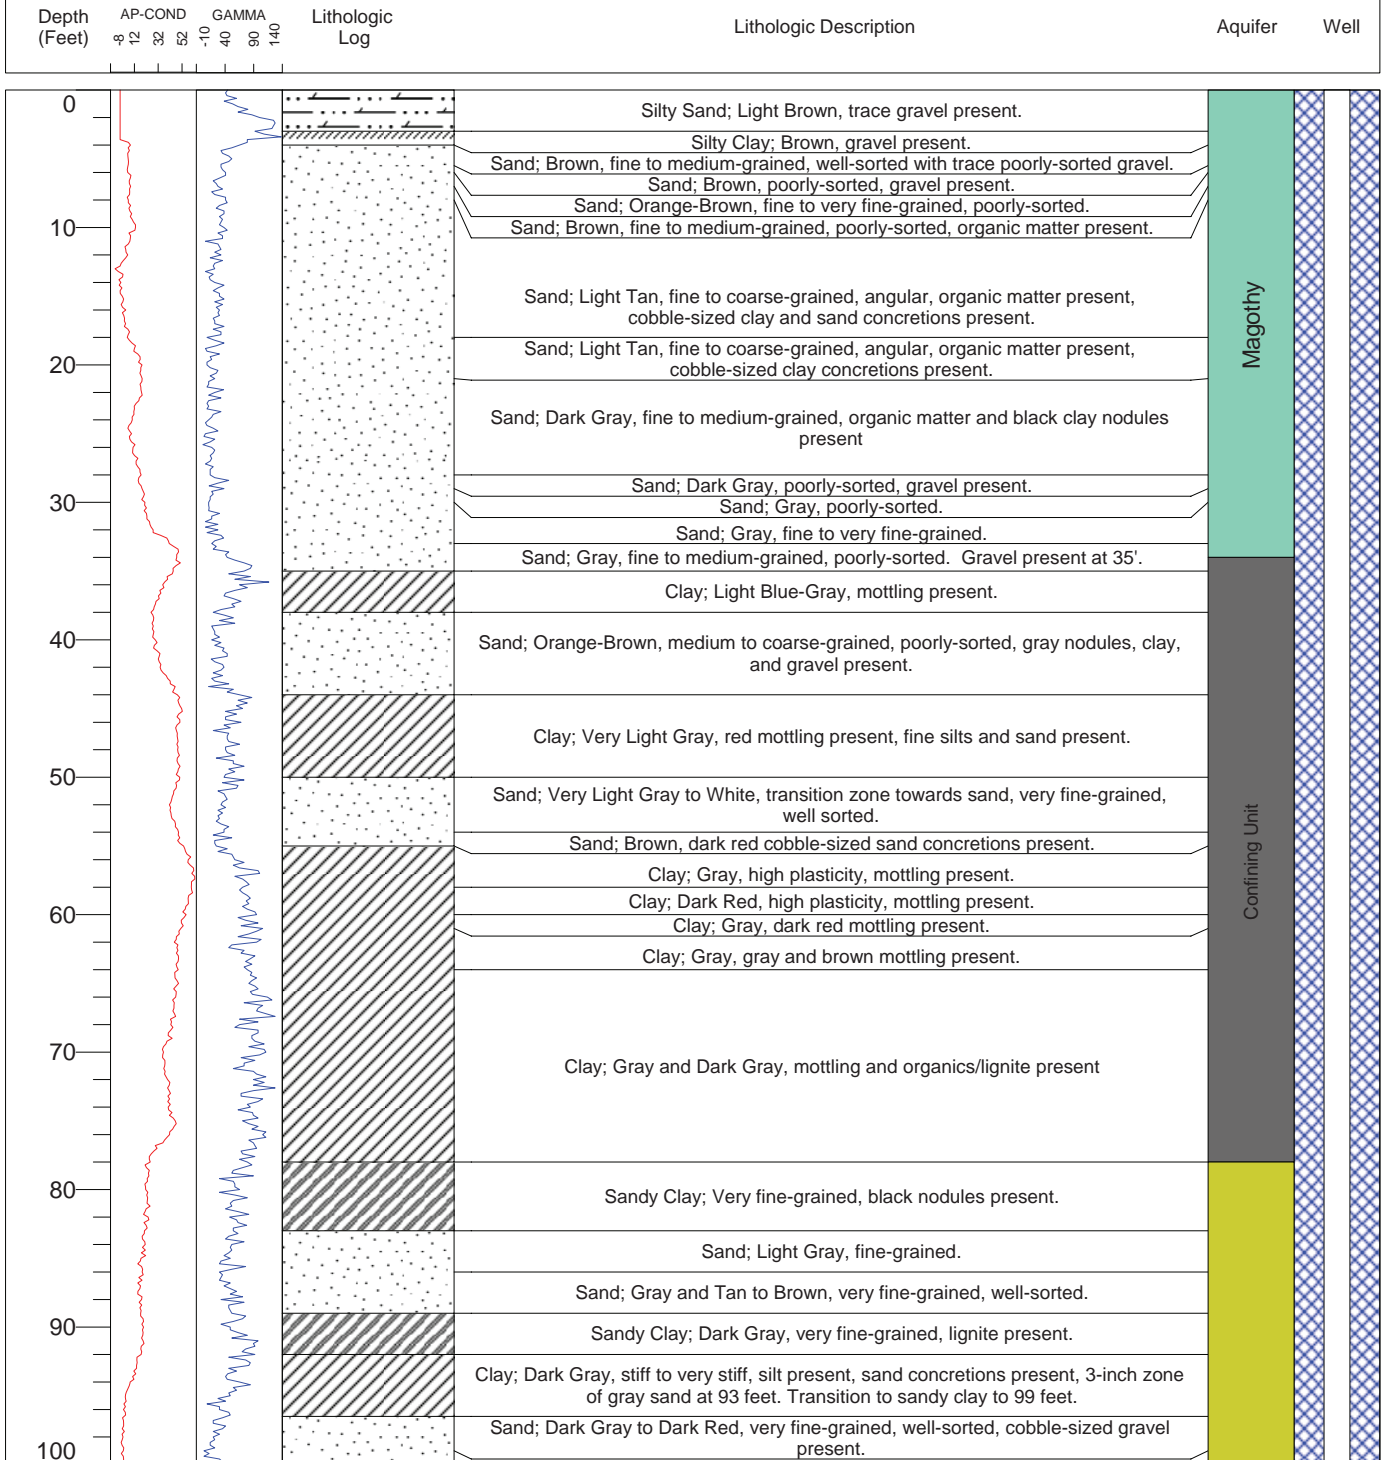 Depth
(Feet)
AP-COND
-8 12 32 52
GAMMA
-10 40 90 140
Lithologic
Log
Lithologic Description
Aquifer
Well
0
Silty Sand; Light Brown, trace gravel present.
Silty Clay; Brown, gravel present.
Sand; Brown, fine to medium-grained, well-sorted with trace poorly-sorted gravel.
Sand; Brown, poorly-sorted, gravel present.
Sand; Orange-Brown, fine to very fine-grained, poorly-sorted.
Sand; Brown, fine to medium-grained, poorly-sorted, organic matter present.
10
Sand; Light Tan, fine to coarse-grained, angular, organic matter present,
cobble-sized clay and sand concretions present.
Magothy
Sand; Light Tan, fine to coarse-grained, angular, organic matter present,
cobble-sized clay concretions present.
20
Sand; Dark Gray, fine to medium-grained, organic matter and black clay nodules
present
Sand; Dark Gray, poorly-sorted, gravel present.
30
Sand; Gray, poorly-sorted.
Sand; Gray, fine to very fine-grained.
Sand; Gray, fine to medium-grained, poorly-sorted.  Gravel present at 35'.
Clay; Light Blue-Gray, mottling present.
40
Sand; Orange-Brown, medium to coarse-grained, poorly-sorted, gray nodules, clay,
and gravel present.
Clay; Very Light Gray, red mottling present, fine silts and sand present.
50
Sand; Very Light Gray to White, transition zone towards sand, very fine-grained,
well sorted.
Sand; Brown, dark red cobble-sized sand concretions present.
Confining Unit
Clay; Gray, high plasticity, mottling present.
Clay; Dark Red, high plasticity, mottling present.
60
Clay; Gray, dark red mottling present.
Clay; Gray, gray and brown mottling present.
70
Clay; Gray and Dark Gray, mottling and organics/lignite present
80
Sandy Clay; Very fine-grained, black nodules present.
Sand; Light Gray, fine-grained.
Sand; Gray and Tan to Brown, very fine-grained, well-sorted.
90
Sandy Clay; Dark Gray, very fine-grained, lignite present.
Clay; Dark Gray, stiff to very stiff, silt present, sand concretions present, 3-inch zone
of gray sand at 93 feet. Transition to sandy clay to 99 feet.
Sand; Dark Gray to Dark Red, very fine-grained, well-sorted, cobble-sized gravel
present.
100